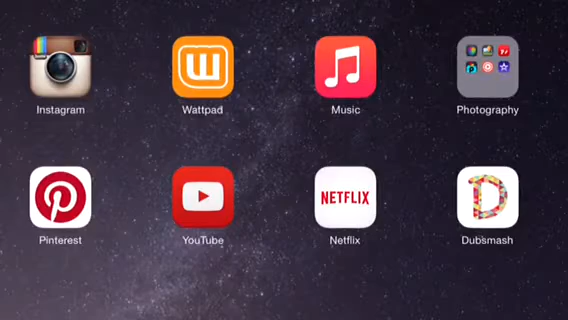 Instagram
Wattpad
Music
Photography
Pinterest
YouTube
NETFLIX
Netflix
Dubsmash